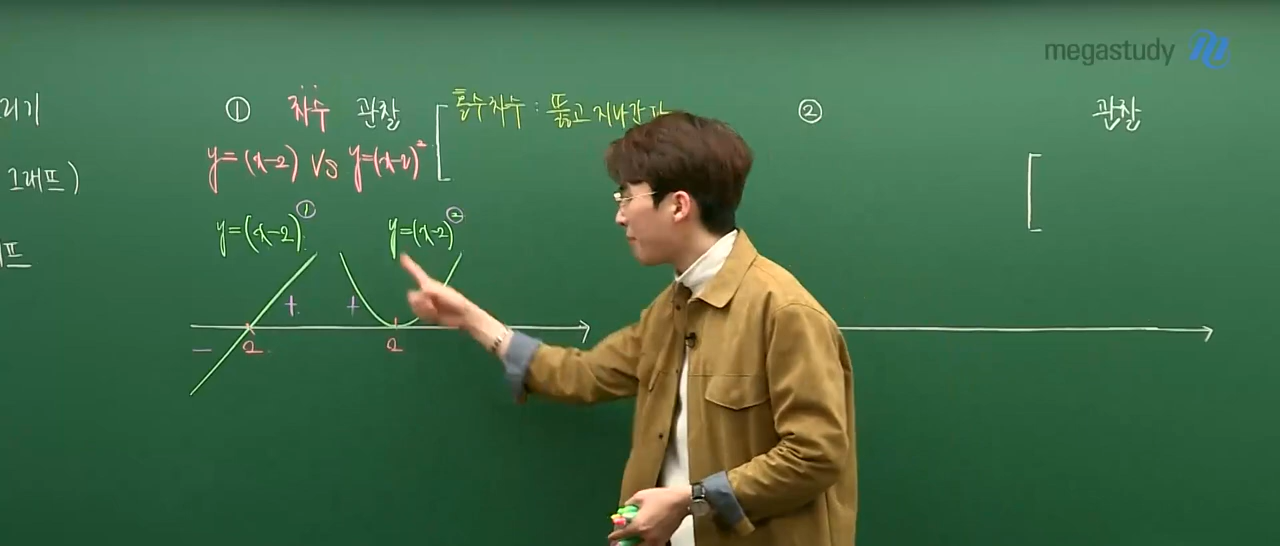 megastudy
그래프)
① 차수 관찰
홀수차수 : 뚫고 지나간다
y=(x-2) VS y=(x-2)²
y=(x-2)①
y=(x-2)②
+
+
-
2
2
② 관찰